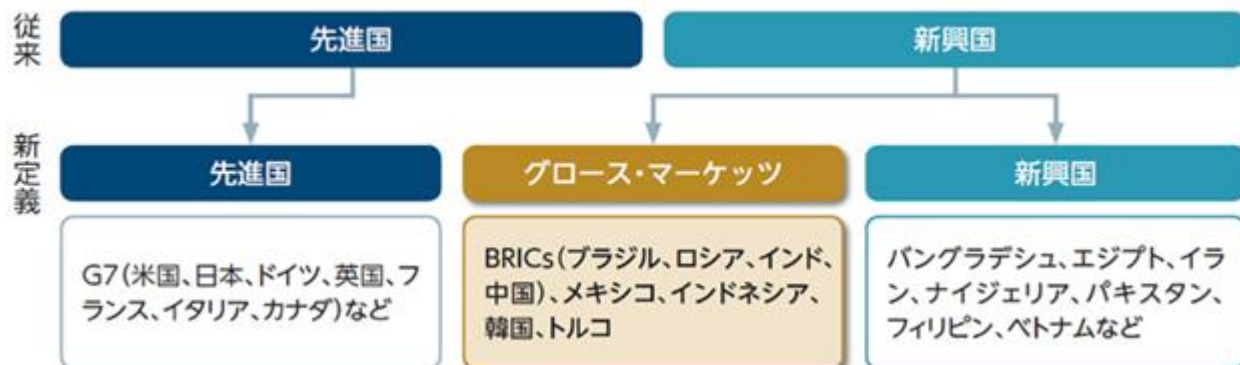 従来
先進国
新興国
新定義
先進国
グロース・マーケッツ
新興国
G7(米国、日本、ドイツ、英国、フ
ランス、イタリア、カナダ)など
BRICs(ブラジル、ロシア、インド、
中国)、メキシコ、インドネシア、
韓国、トルコ
バングラデシュ、エジプト、イラ
ン、ナイジェリア、パキスタン、
フィリピン、ベトナムなど